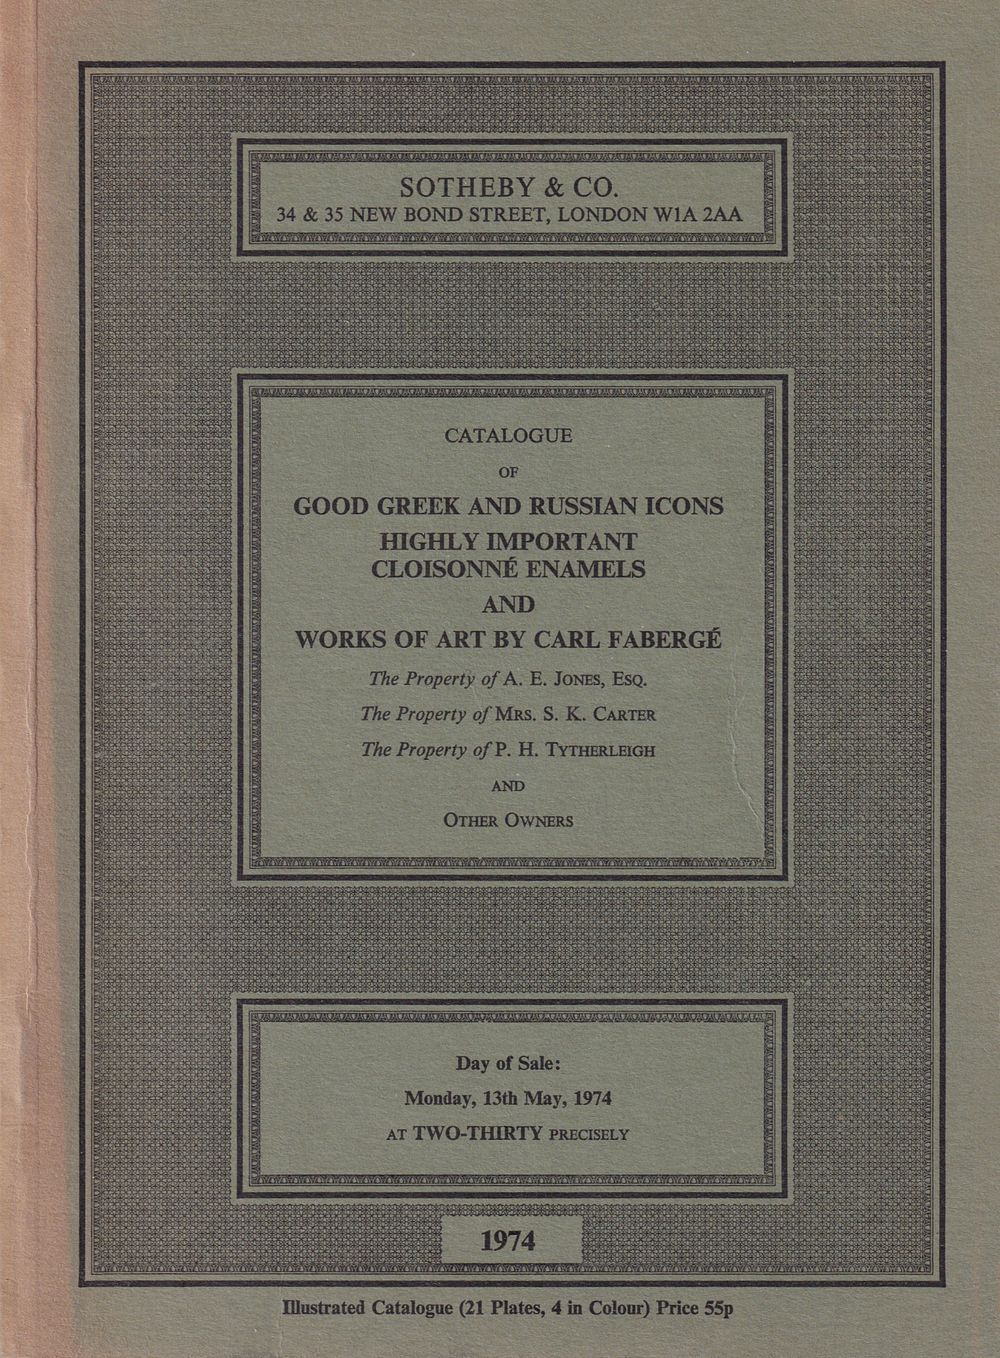 SOTHEBY & CO.
34 & 35 NEW BOND STREET, LONDON W1A 2AA
CATALOGUE
OF
GOOD GREEK AND RUSSIAN ICONS
HIGHLY IMPORTANT
CLOISONNÉ ENAMELS
AND
WORKS OF ART BY CARL FABERGÉ
The Property of A. E. JONES, ESQ.
The Property of MRS. S. K. CARTER
The Property of P. H. TYTHERLEIGH
AND
OTHER OWNERS
Day of Sale:
Monday, 13th May, 1974
AT TWO-THIRTY PRECISELY
1974
Illustrated Catalogue (21 Plates, 4 in Colour) Price 55p